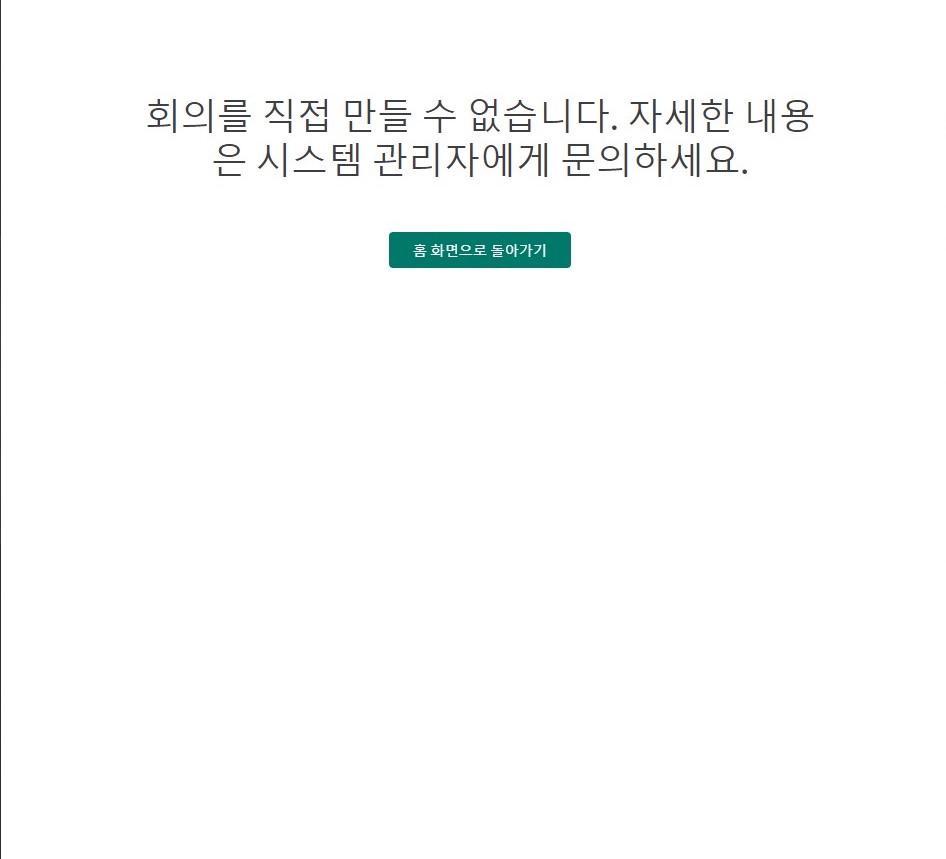 회의를 직접 만들 수 없습니다. 자세한 내용
은 시스템 관리자에게 문의하세요.
홈 화면으로 돌아가기